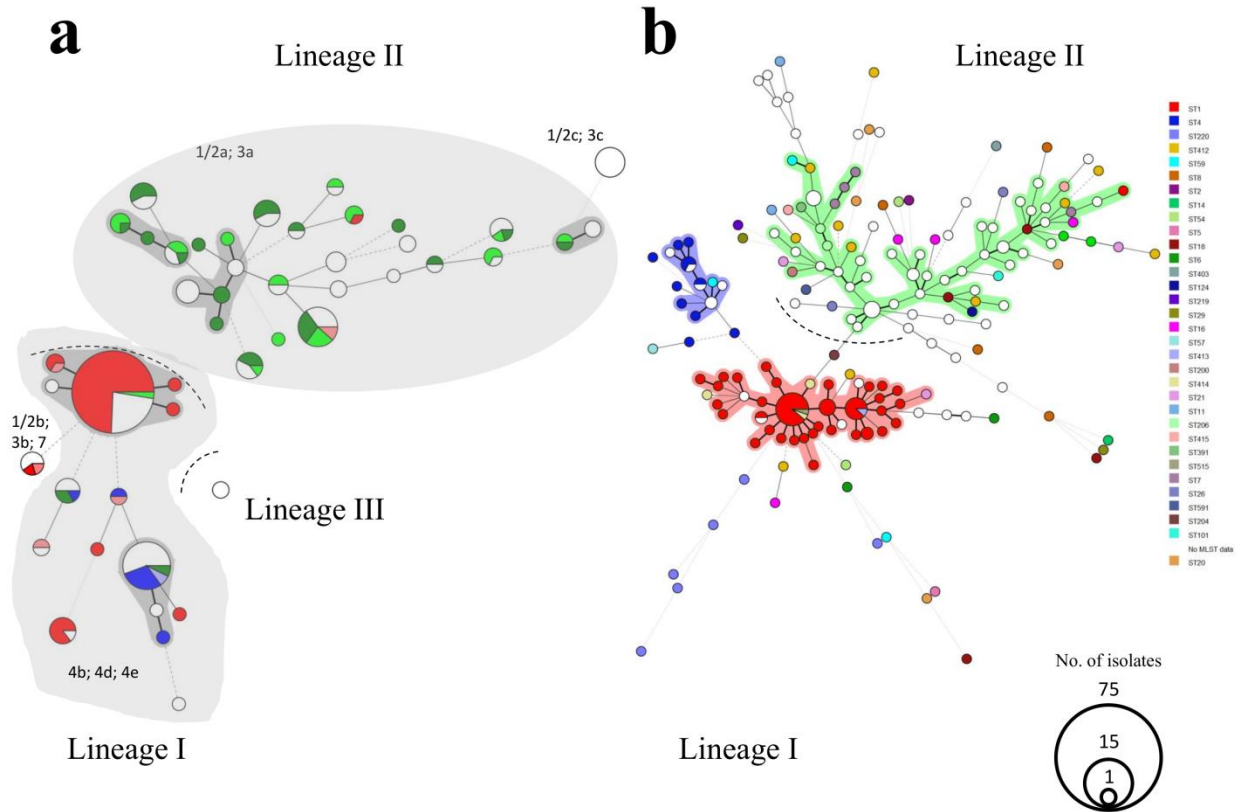 a
Lineage II
1/2c; 3c
1/2a; 3a
1/2b;
3b; 7
Lineage III
4b; 4d; 4e
Lineage I
b
Lineage II
ST1
ST4
ST220
ST412
ST59
ST8
ST2
ST14
ST54
ST5
ST18
ST6
ST403
ST124
ST219
ST29
ST16
ST57
ST413
ST200
ST414
ST21
ST11
ST206
ST415
ST391
ST515
ST7
ST26
ST591
ST204
ST101
No MLST data
ST20
Lineage I
No. of isolates
75
15
1